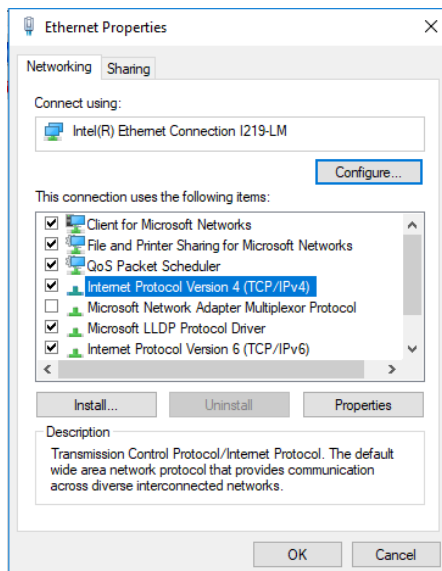 Ethernet Properties
Networking
Sharing
Connect using:
Intel(R) Ethernet Connection I219-LM
Configure...
This connection uses the following items:
Client for Microsoft Networks
File and Printer Sharing for Microsoft Networks
QoS Packet Scheduler
Internet Protocol Version 4 (TCP/IPv4)
Microsoft Network Adapter Multiplexor Protocol
Microsoft LLDP Protocol Driver
Internet Protocol Version 6 (TCP/IPv6)
Install...
Uninstall
Properties
Description
Transmission Control Protocol/Internet Protocol. The default
wide area network protocol that provides communication
across diverse interconnected networks.
OK
Cancel